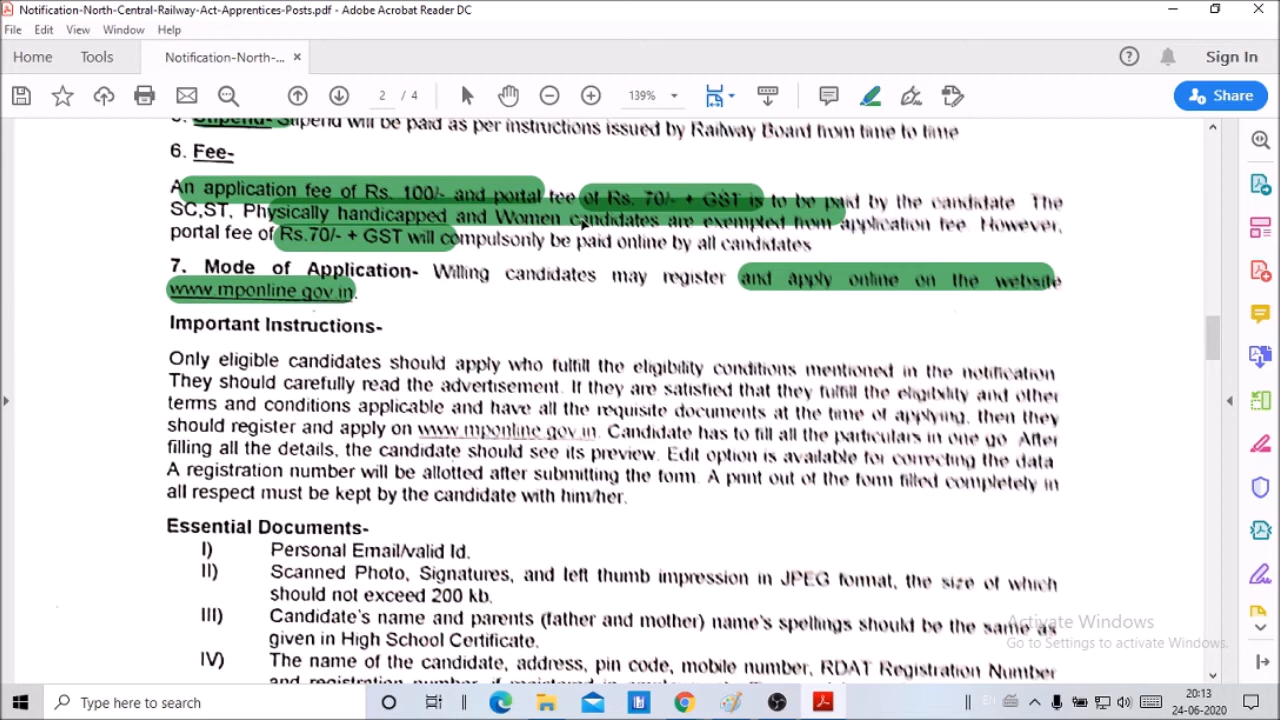 Notification-North-Central-Railway-Act-Apprentices-Posts.pdf - Adobe Acrobat Reader DC
File Edit View Window Help
Home Tools Notification-North-... × Sign In
2 / 4 139% Share
5. Stipend- Stipend will be paid as per instructions issued by Railway Board from time to time
6. Fee-
An application fee of Rs. 100/- and portal fee of Rs. 70/- + GST is to be paid by the candidate The
SC,ST, Physically handicapped and Women candidates are exempted from application fee. However,
portal fee of Rs.70/- + GST will compulsorily be paid online by all candidates
7. Mode of Application- Willing candidates may register and apply online on the website
www.mponline gov in.
Important Instructions-
Only eligible candidates should apply who fulfill the eligibility conditions mentioned in the notification
They should carefully read the advertisement. If they are satisfied that they fulfill the eligibility and other
terms and conditions applicable and have all the requisite documents at the time of applying, then they
should register and apply on www mponline gov in. Candidate has to fill all the particulars in one go. After
filling all the details, the candidate should see its preview. Edit option is available for correcting the data
A registration number will be allotted after submitting the form. A print out of the form filled completely in
all respect must be kept by the candidate with him/her.
Essential Documents-
I) Personal Email/valid Id.
II) Scanned Photo, Signatures, and left thumb impression in JPEG format, the size of which
should not exceed 200 kb.
III) Candidate's name and parents (father and mother) name's spellings should be the same as
given in High School Certificate.
IV) The name of the candidate, address, pin code, mobile number, RDAT Registration Number
Activate Windows
Go to Settings to activate Windows.
Type here to search
20:13
24-06-2020